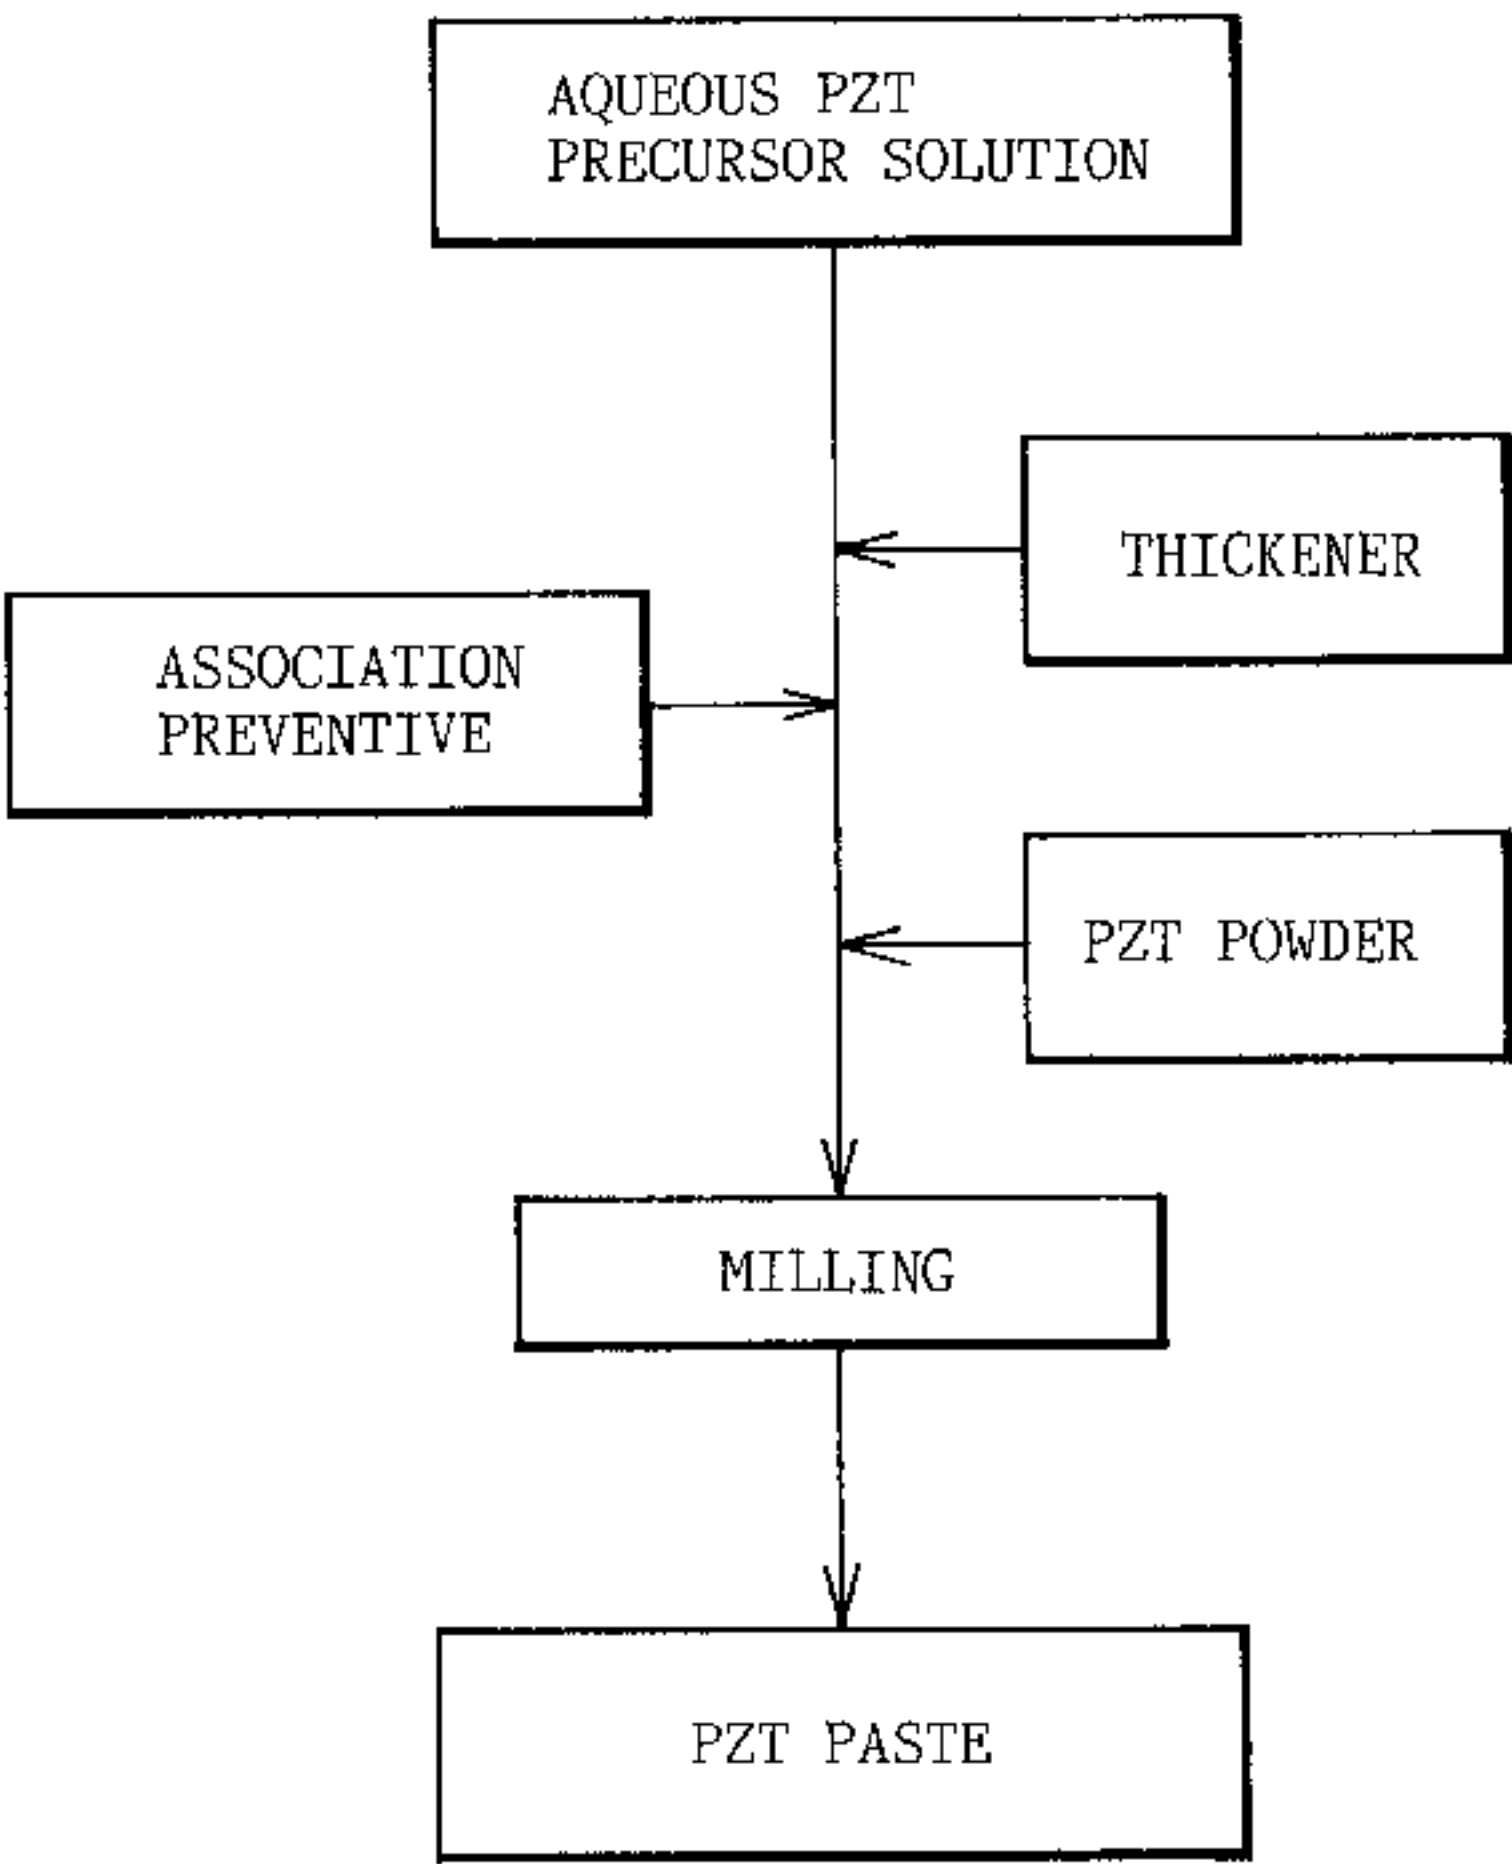 AQUEOUS PZT
PRECURSOR SOLUTION
THICKENER
ASSOCIATION
PREVENTIVE
PZT POWDER
MILLING
PZT PASTE